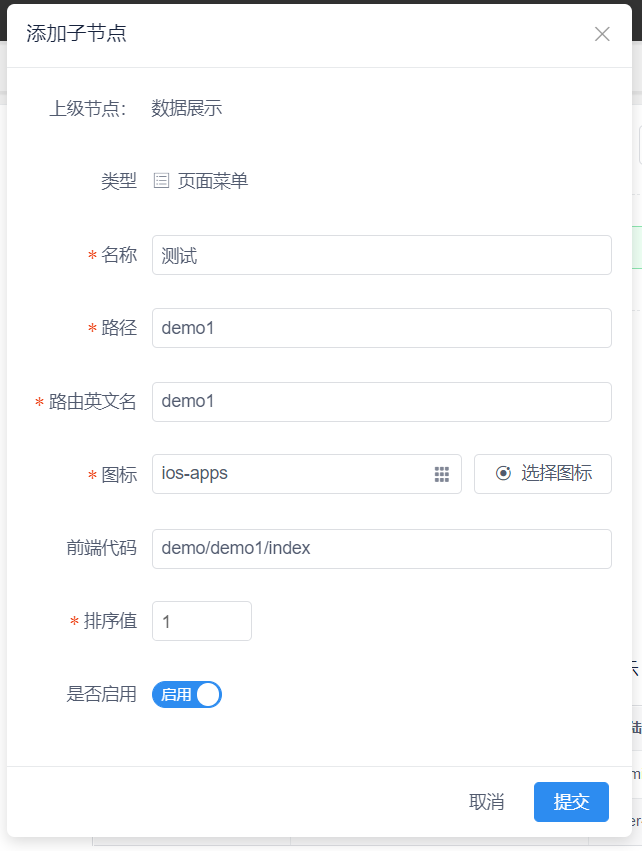 添加子节点
上级节点： 数据展示
类型 页面菜单
* 名称 测试
* 路径 demo1
* 路由英文名 demo1
* 图标 ios-apps 选择图标
前端代码 demo/demo1/index
* 排序值 1
是否启用 启用
取消 提交